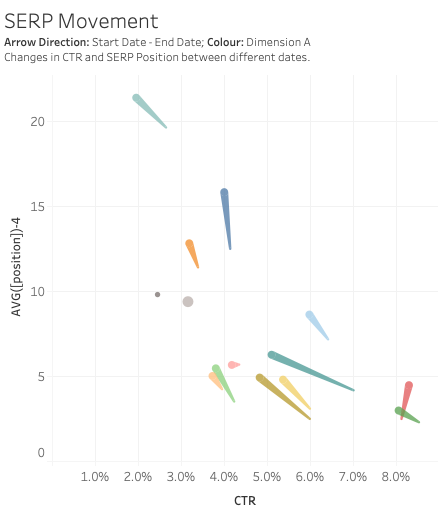 SERP Movement
Arrow Direction: Start Date - End Date; Colour: Dimension A
Changes in CTR and SERP Position between different dates.
20
15
10
5
0
AVG([position])-4
1.0% 2.0% 3.0% 4.0% 5.0% 6.0% 7.0% 8.0%
CTR